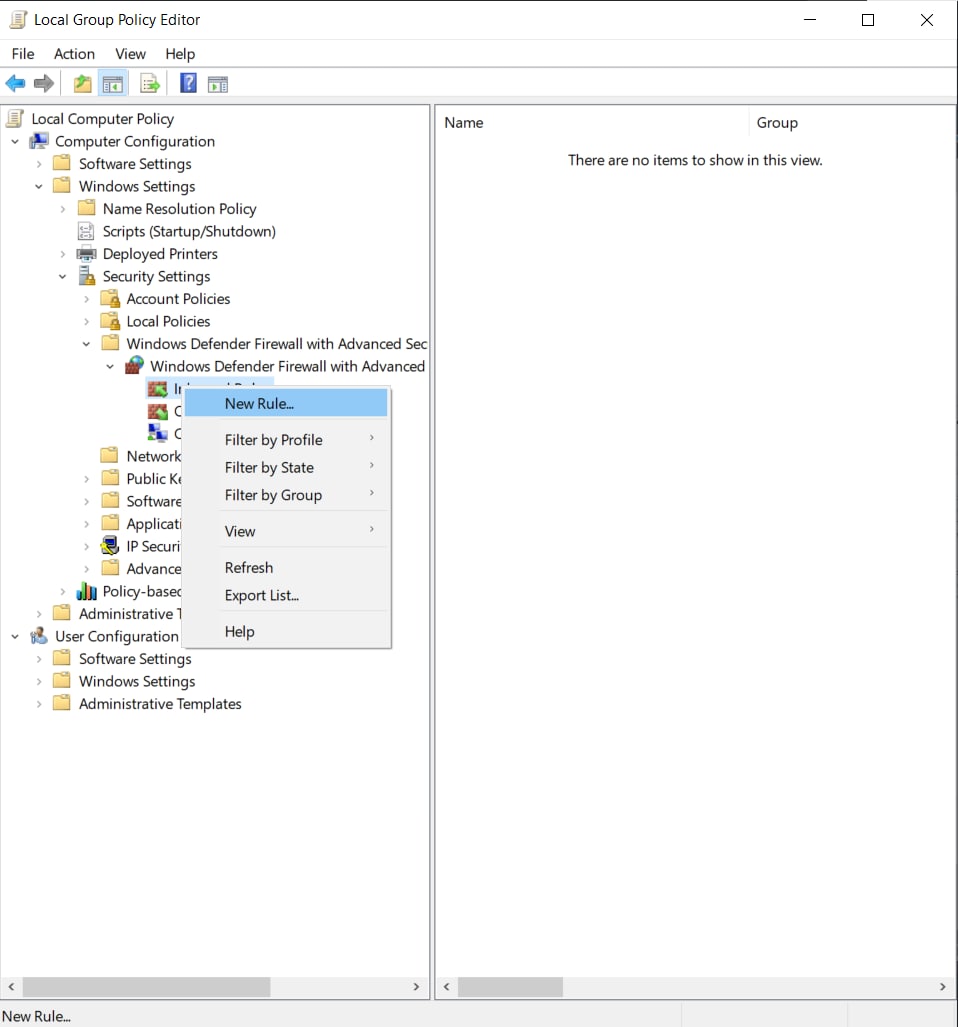 Local Group Policy Editor
File Action View Help
Local Computer Policy
Computer Configuration
Software Settings
Windows Settings
Name Resolution Policy
Scripts (Startup/Shutdown)
Deployed Printers
Security Settings
Account Policies
Local Policies
Windows Defender Firewall with Advanced Sec
Windows Defender Firewall with Advanced
Network
Public Ke
Software
Applicati
IP Securi
Advance
Policy-based
Administrative T
User Configuration
Software Settings
Windows Settings
Administrative Templates
New Rule...
Filter by Profile
Filter by State
Filter by Group
View
Refresh
Export List...
Help
Name Group
There are no items to show in this view.
New Rule...